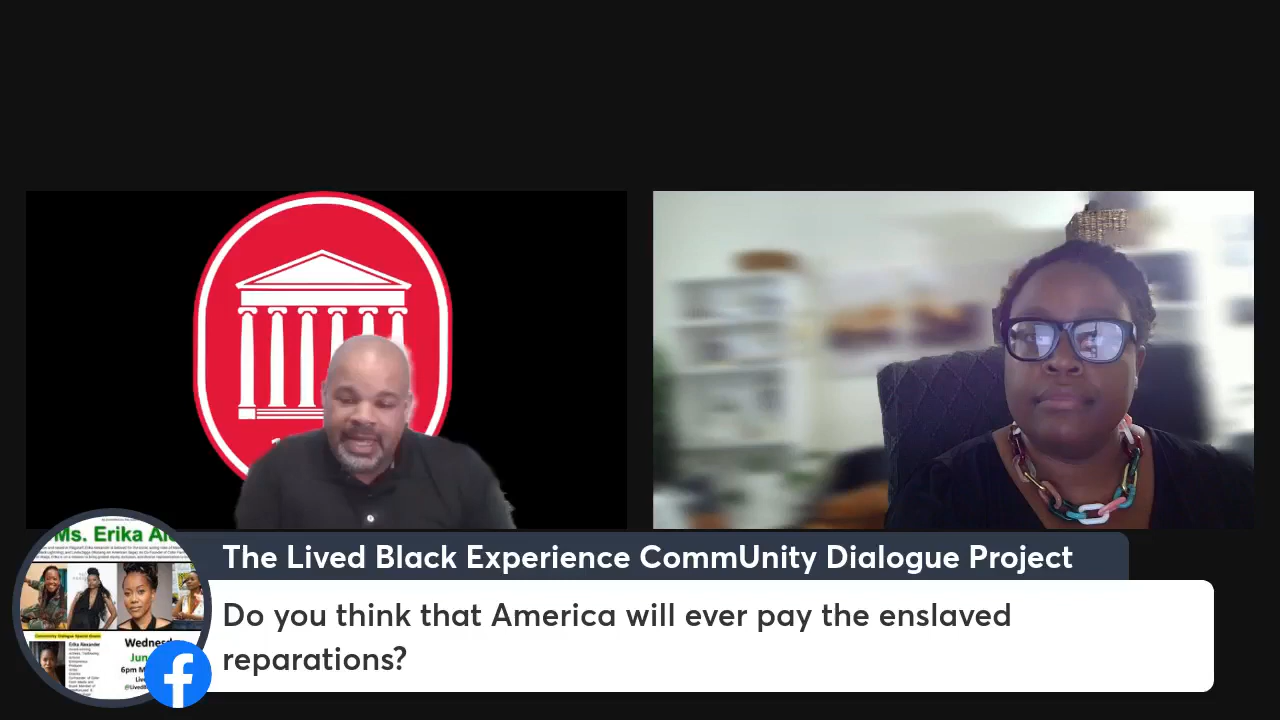 Ms. Erika
Wednesday
The Lived Black Experience CommUnity Dialogue Project
Do you think that America will ever pay the enslaved
reparations?